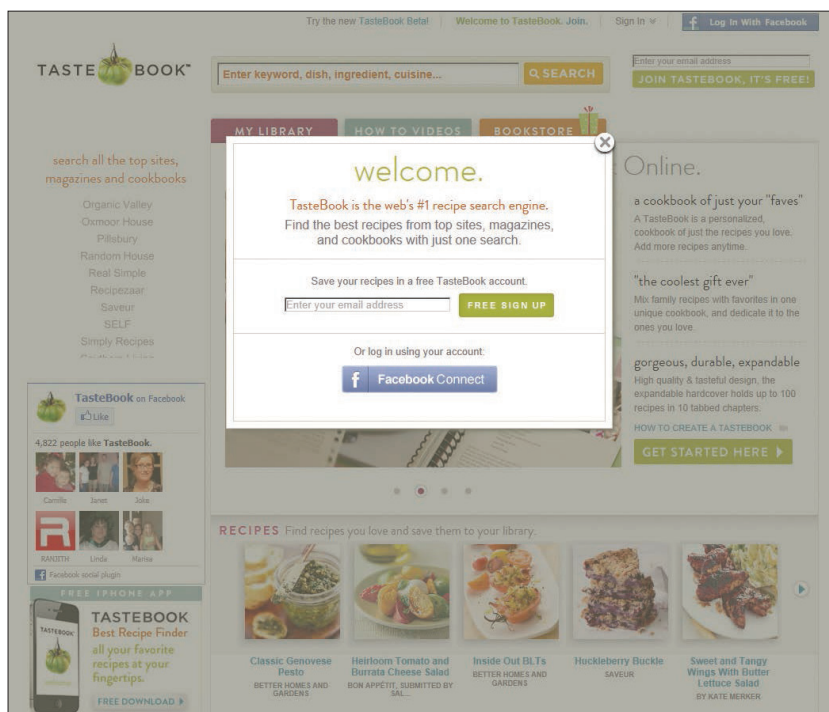 Try the new TasteBook Beta!
Welcome to TasteBook. Join.
Sign In
Log In With Facebook
TASTE BOOK™
Enter keyword, dish, ingredient, cuisine...
SEARCH
Enter your email address
JOIN TASTEBOOK, IT'S FREE!
MY LIBRARY
HOW TO VIDEOS
BOOKSTORE
search all the top sites,
magazines and cookbooks
Organic Valley
Oxmoor House
Pillsbury
Random House
Real Simple
Recipezaar
Saveur
SELF
Simply Recipes
welcome.
TasteBook is the web's #1 recipe search engine.
Find the best recipes from top sites, magazines,
and cookbooks with just one search.
Save your recipes in a free TasteBook account.
Enter your email address
FREE SIGN UP
Or log in using your account:
Facebook Connect
Online.
a cookbook of just your "faves"
A TasteBook is a personalized,
cookbook of just the recipes you love.
Add more recipes anytime.
"the coolest gift ever"
Mix family recipes with favorites in one
unique cookbook, and dedicate it to the
ones you love.
gorgeous, durable, expandable
High quality & tasteful design, the
expandable hardcover holds up to 100
recipes in 10 tabbed chapters.
HOW TO CREATE A TASTEBOOK
GET STARTED HERE
TasteBook on Facebook
Like
4,822 people like TasteBook.
Camille Janes Joke
RANJITH Linda Marisa
Facebook social plugin
FREE IPHONE APP
TASTEBOOK
TASTEBOOK
Best Recipe Finder
all your favorite
recipes at your
fingertips.
FREE DOWNLOAD
RECIPES Find recipes you love and save them to your library.
Classic Genovese
Pesto
BETTER HOMES AND
GARDENS
Heirloom Tomato and
Burrata Cheese Salad
BON APPÉTIT, SUBMITTED BY
SAL...
Inside Out BLTs
BETTER HOMES AND
GARDENS
Huckleberry Buckle
SAVEUR
Sweet and Tangy
Wings With Butter
Lettuce Salad
BY KATE MERKER